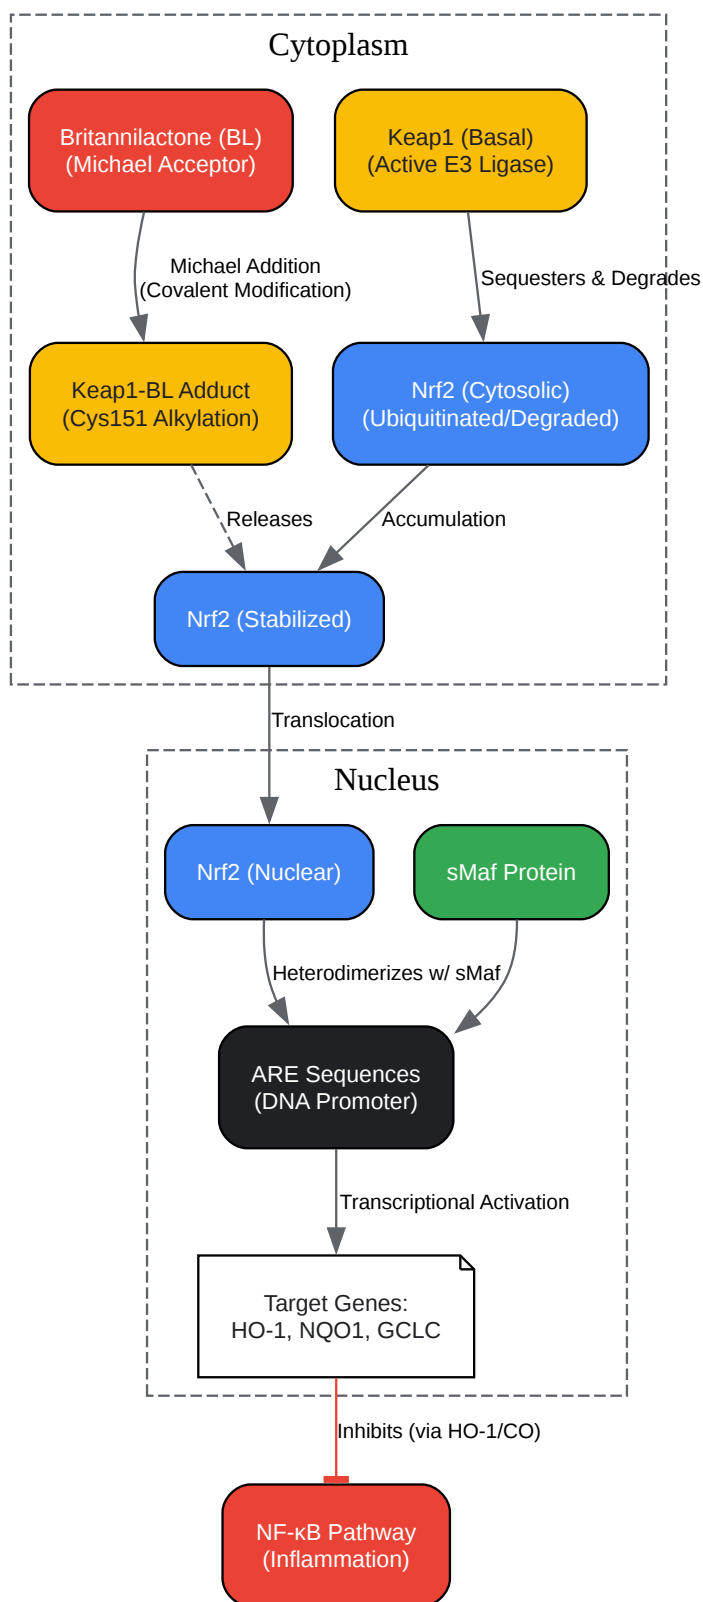 Cytoplasm
Britannilactone (BL)
(Michael Acceptor)
Keap1 (Basal)
(Active E3 Ligase)
Michael Addition
(Covalent Modification)
Sequesters & Degrades
Keap1-BL Adduct
(Cys151 Alkylation)
Nrf2 (Cytosolic)
(Ubiquitinated/Degraded)
Releases
Accumulation
Nrf2 (Stabilized)
Translocation
Nucleus
Nrf2 (Nuclear)
sMaf Protein
Heterodimerizes w/ sMaf
ARE Sequences
(DNA Promoter)
Transcriptional Activation
Target Genes:
HO-1, NQO1, GCLC
Inhibits (via HO-1/CO)
NF-κB Pathway
(Inflammation)